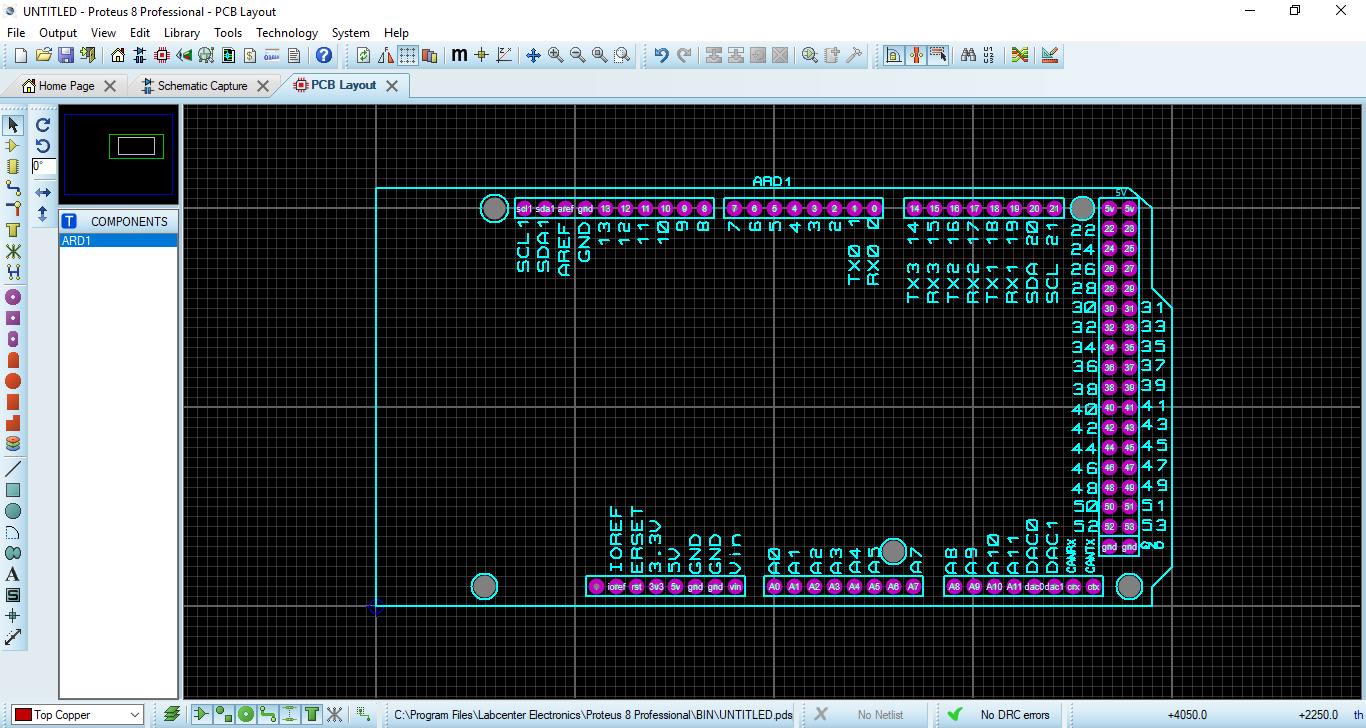 UNTITLED - Proteus 8 Professional - PCB Layout
File Output View Edit Library Tools Technology System Help
Home Page Schematic Capture PCB Layout
0°
T COMPONENTS
ARD1
ARD1
5V
scl1 sda1 aref gnd 13 12 11 10 9 8 7 6 5 4 3 2 1 0 14 15 16 17 18 19 20 21 5v 5v
SCL1 SDA1 AREF GND 13 12 11 10 9 8 7 6 5 4 3 2 TX0 1 RX0 0 TX3 14 RX3 15 TX2 16 RX2 17 TX1 18 RX1 19 SDA 20 SCL 21
22 22 23
24 24 25
26 26 27
28 28 29
30 30 31 31
32 32 33 33
34 34 35 35
36 36 37 37
38 38 39 39
40 40 41 41
42 42 43 43
44 44 45 45
46 46 47 47
48 48 49 49
50 50 51 51
52 52 53 53
gnd gnd
IOREF ERSET 3.3V 5V GND GND Vin A0 A1 A2 A3 A4 A5 A7 A8 A9 A10 A11 DAC0 DAC1 CANRX CANTX
ioref rst 3v3 5v gnd gnd vin A0 A1 A2 A3 A4 A5 A6 A7 A8 A9 A10 A11 dac0 dac1 crx ctx
Top Copper C:\Program Files\Labcenter Electronics\Proteus 8 Professional\BIN\UNTITLED.pds No Netlist No DRC errors +4050.0 +2250.0 th